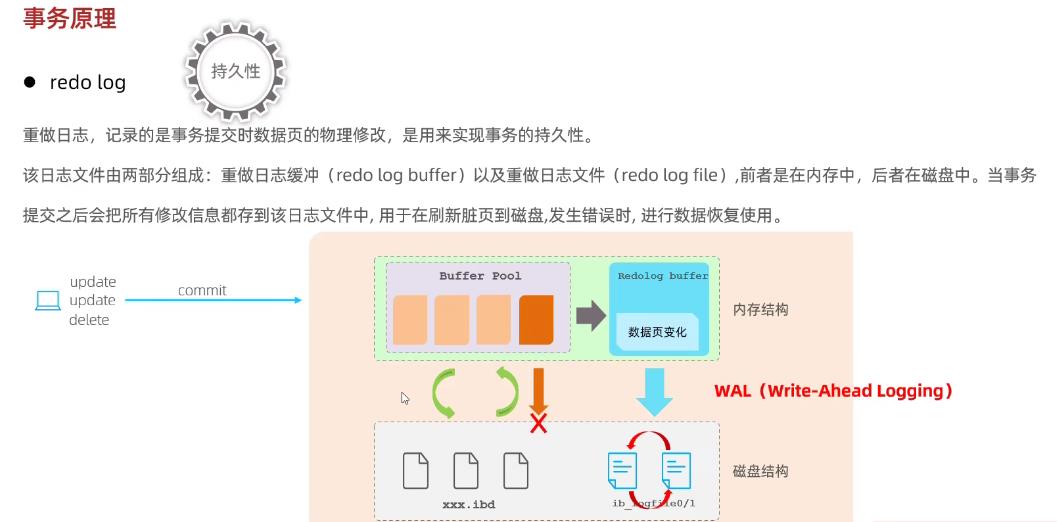 事务原理
持久性
redo log
重做日志，记录的是事务提交时数据页的物理修改，是用来实现事务的持久性。
该日志文件由两部分组成：重做日志缓冲（redo log buffer）以及重做日志文件（redo log file）,前者是在内存中，后者在磁盘中。当事务
提交之后会把所有修改信息都存到该日志文件中, 用于在刷新脏页到磁盘,发生错误时, 进行数据恢复使用。
update
update
delete
commit
Buffer Pool
Redolog buffer
数据页变化
内存结构
WAL（Write-Ahead Logging）
xxx.ibd
ib_logfile0/1
磁盘结构